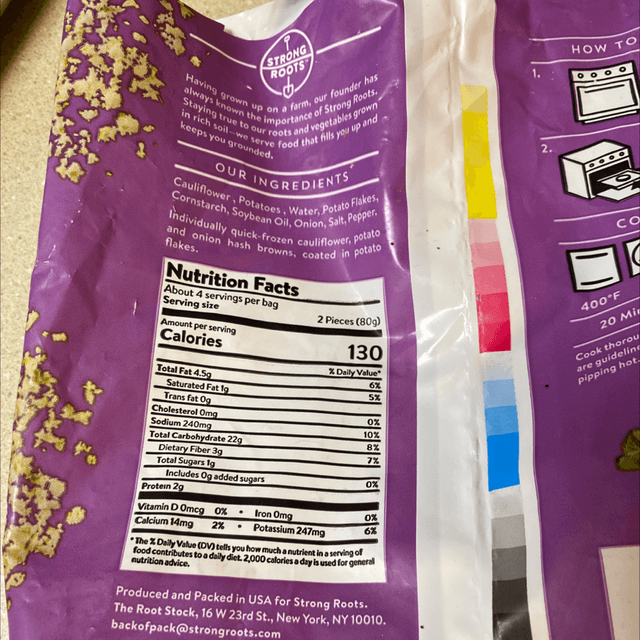 STRONG
ROOTS™
Having grown up on a farm, our founder has
always known the importance of Strong Roots.
Staying true to our roots and vegetables grown
in rich soil—we serve food that fills you up and
keeps you grounded.
OUR INGREDIENTS
Cauliflower, Potatoes, Water, Potato Flakes,
Cornstarch, Soybean Oil, Onion, Salt, Pepper.
Individually quick-frozen cauliflower, potato
and onion hash browns, coated in potato
flakes.
Nutrition Facts
About 4 servings per bag
Serving size 2 Pieces (80g)
Amount per serving
Calories 130
% Daily Value*
Total Fat 4.5g 6%
Saturated Fat 1g 5%
Trans fat 0g
Cholesterol 0mg 0%
Sodium 240mg 10%
Total Carbohydrate 22g 8%
Dietary Fiber 3g 7%
Total Sugars 1g
Includes 0g added sugars 0%
Protein 2g
Vitamin D 0mcg 0% • Iron 0mg 0%
Calcium 14mg 2% • Potassium 247mg 6%
*The % Daily Value (DV) tells you how much a nutrient in a serving of
food contributes to a daily diet. 2,000 calories a day is used for general
nutrition advice.
Produced and Packed in USA for Strong Roots.
The Root Stock, 16 W 23rd St., New York, NY 10010.
backofpack@strongroots.com
HOW TO
1.
2.
CO
400°F
20 Mi
Cook thorou
are guideline
pipping hot.